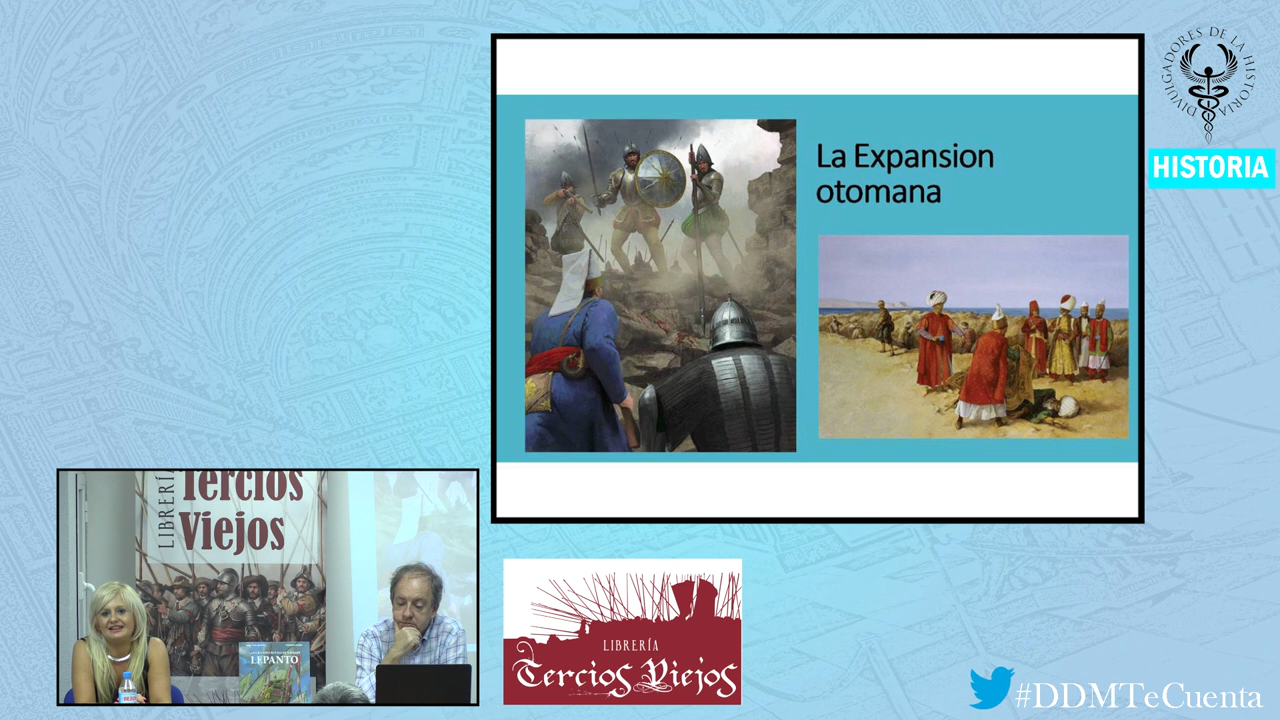 La Expansion
otomana
DIVULGADORES DE LA HISTORIA
HISTORIA
LIBRERÍA
Tercios
Viejos
LEPANTO
LIBRERÍA
Tercios Viejos
#DDMTeCuenta